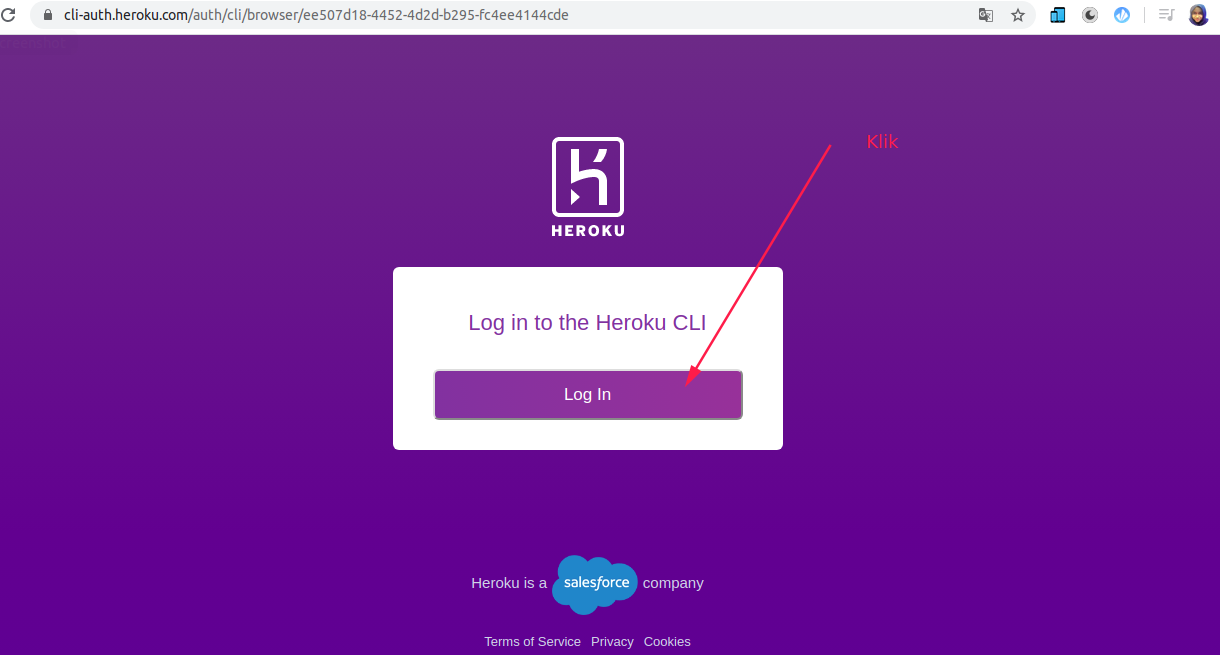 cli-auth.heroku.com/auth/cli/browser/ee507d18-4452-4d2d-b295-fc4ee4144cde
Klik
HEROKU
Log in to the Heroku CLI
Log In
Heroku is a salesforce company
Terms of Service Privacy Cookies